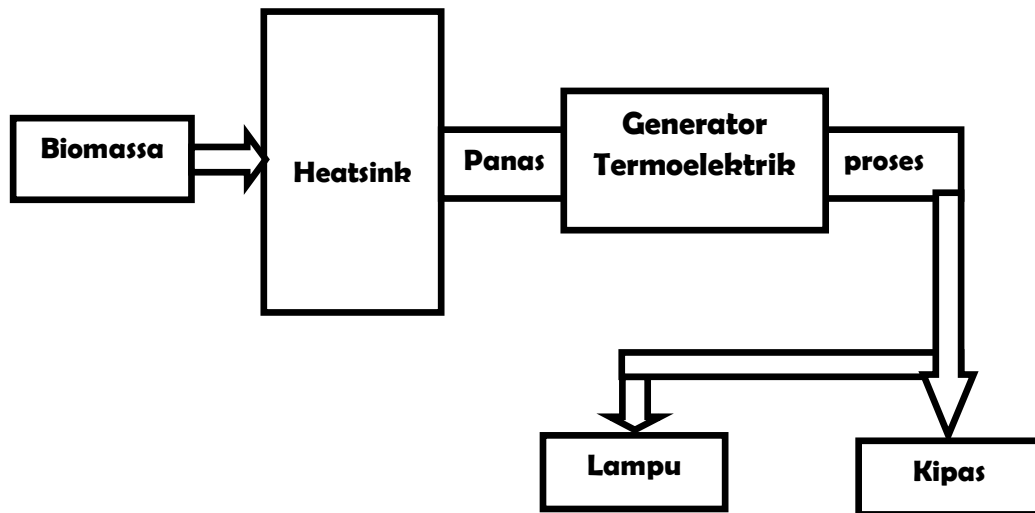 Biomassa
Heatsink
Panas
Generator
Termoelektrik
proses
Lampu
Kipas